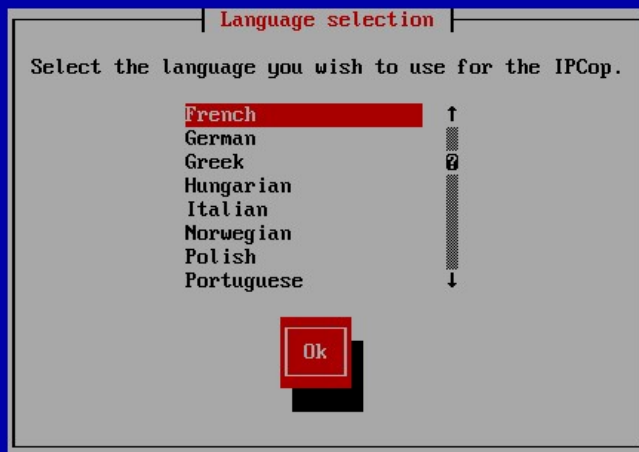 Language selection
Select the language you wish to use for the IPCop.
French
German
Greek
Hungarian
Italian
Norwegian
Polish
Portuguese
Ok